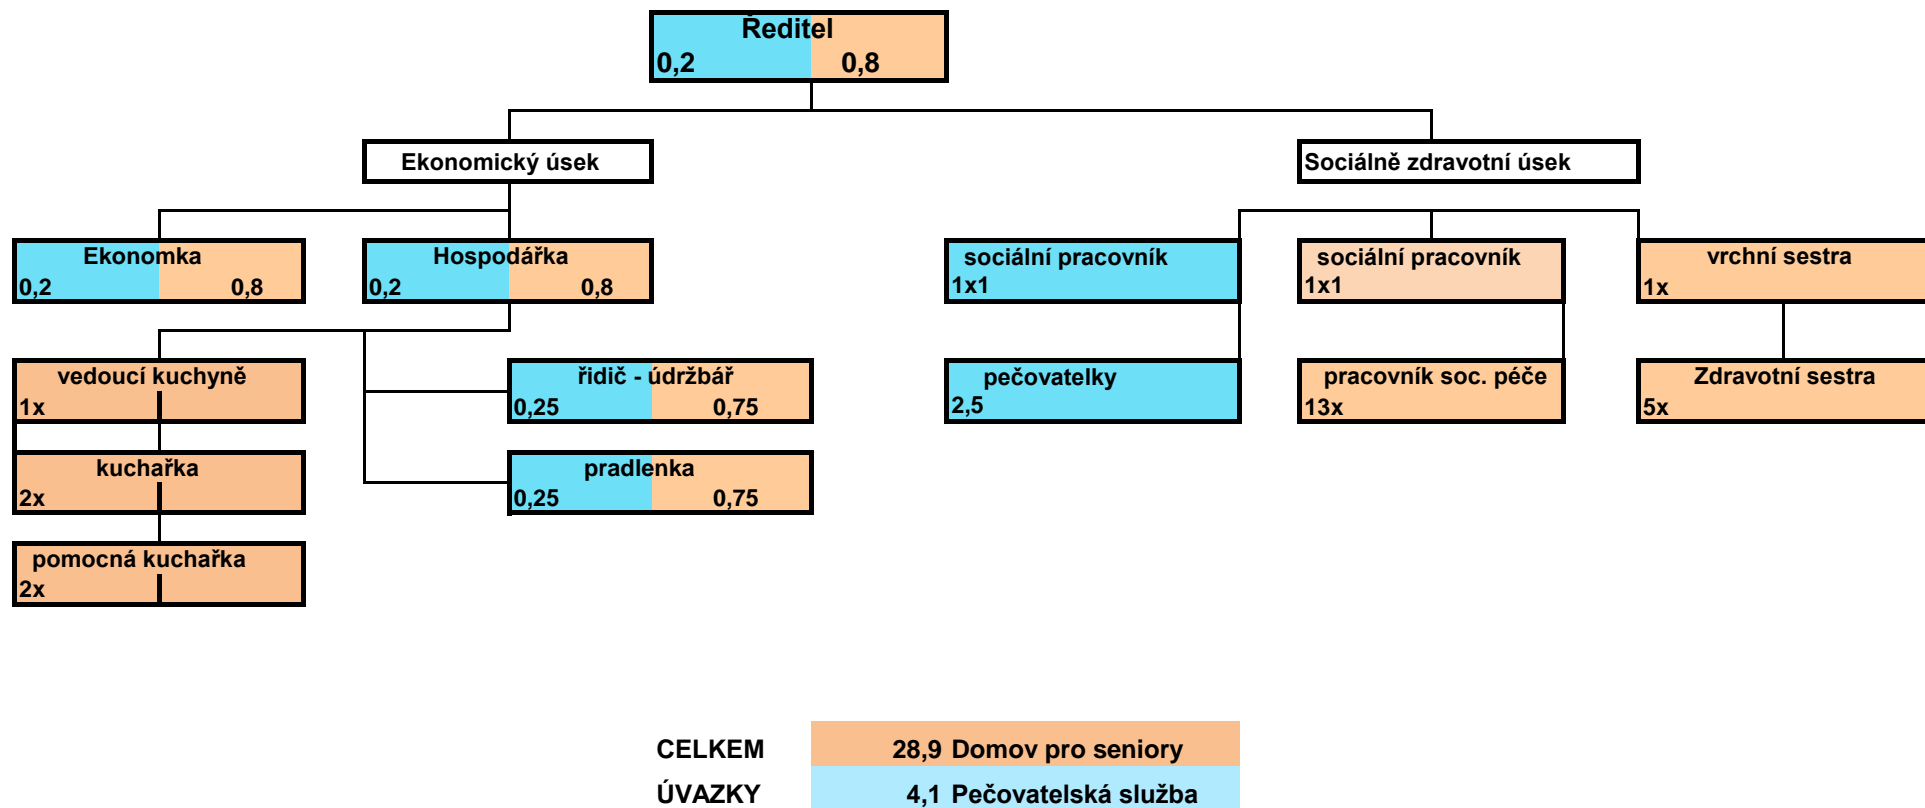 Ředitel
0,2 0,8
Ekonomický úsek
Sociálně zdravotní úsek
Ekonomka
0,2 0,8
Hospodářka
0,2 0,8
sociální pracovník
1x1
sociální pracovník
1x1
vrchní sestra
1x
vedoucí kuchyně
1x
řidič - údržbář
0,25 0,75
pečovatelky
2,5
pracovník soc. péče
13x
Zdravotní sestra
5x
kuchařka
2x
pradlenka
0,25 0,75
pomocná kuchařka
2x
CELKEM 28,9 Domov pro seniory
ÚVAZKY 4,1 Pečovatelská služba